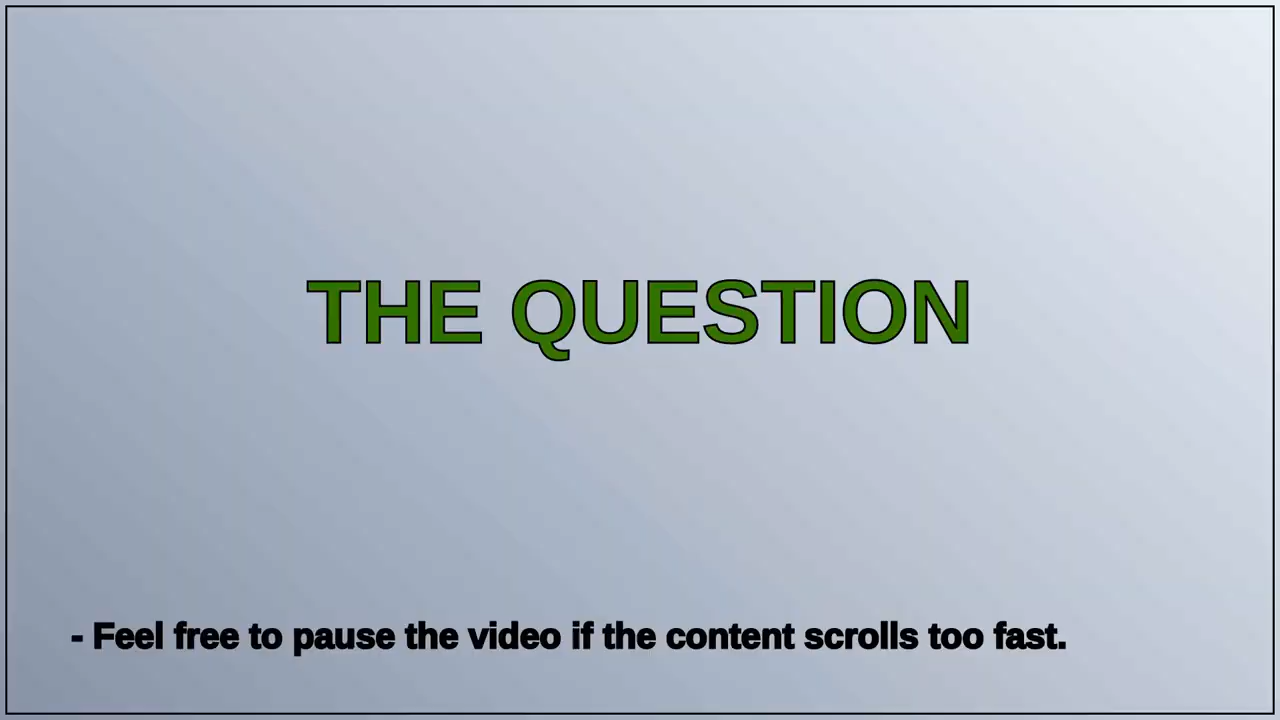 THE QUESTION
- Feel free to pause the video if the content scrolls too fast.